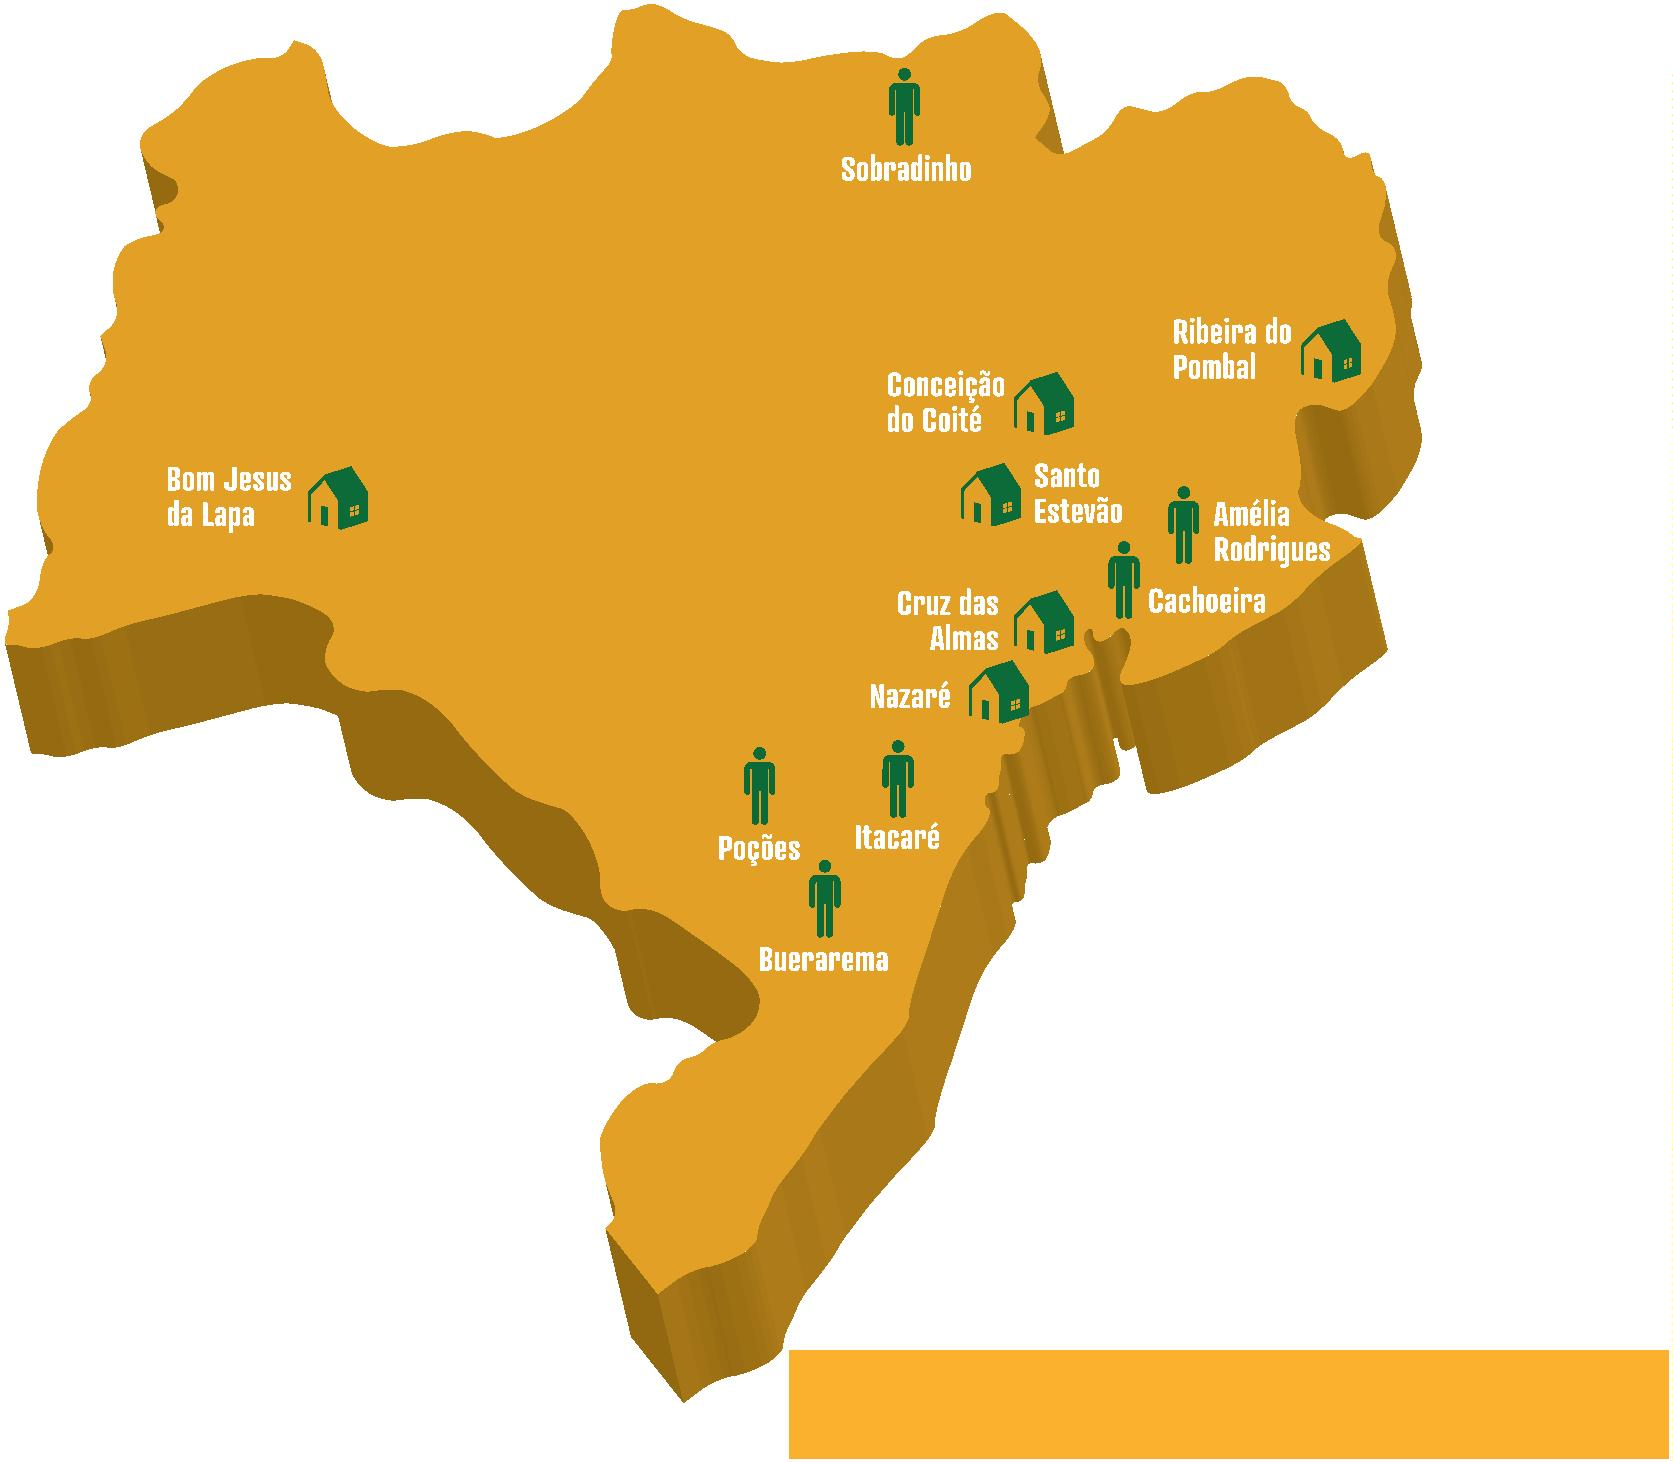 Sobradinho
Ribeira do
Pombal
Conceição
do Coité
Bom Jesus
da Lapa
Santo
Estevão
Amélia
Rodrigues
Cachoeira
Cruz das
Almas
Nazaré
Poções
Itacaré
Buerarema